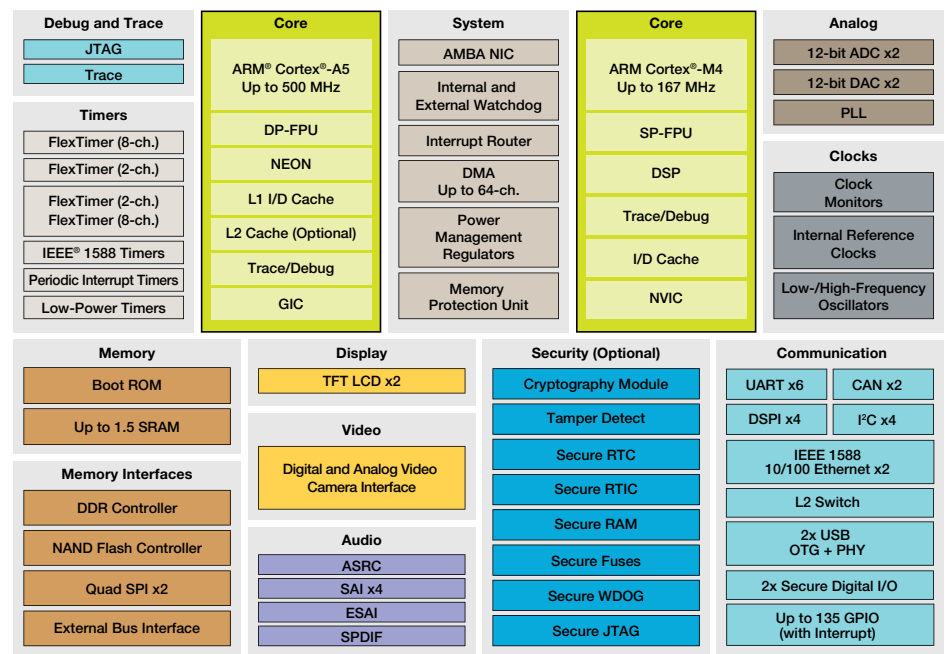 Debug and Trace
JTAG
Trace
Timers
FlexTimer (8-ch.)
FlexTimer (2-ch.)
FlexTimer (2-ch.)
FlexTimer (8-ch.)
IEEE® 1588 Timers
Periodic Interrupt Timers
Low-Power Timers
Core
ARM® Cortex®-A5
Up to 500 MHz
DP-FPU
NEON
L1 I/D Cache
L2 Cache (Optional)
Trace/Debug
GIC
System
AMBA NIC
Internal and
External Watchdog
Interrupt Router
DMA
Up to 64-ch.
Power
Management
Regulators
Memory
Protection Unit
Core
ARM Cortex®-M4
Up to 167 MHz
SP-FPU
DSP
Trace/Debug
I/D Cache
NVIC
Analog
12-bit ADC x2
12-bit DAC x2
PLL
Clocks
Clock
Monitors
Internal Reference
Clocks
Low-/High-Frequency
Oscillators
Memory
Boot ROM
Up to 1.5 SRAM
Memory Interfaces
DDR Controller
NAND Flash Controller
Quad SPI x2
External Bus Interface
Display
TFT LCD x2
Video
Digital and Analog Video
Camera Interface
Audio
ASRC
SAI x4
ESAI
SPDIF
Security (Optional)
Cryptography Module
Tamper Detect
Secure RTC
Secure RTIC
Secure RAM
Secure Fuses
Secure WDOG
Secure JTAG
Communication
UART x6
CAN x2
DSPI x4
I²C x4
IEEE 1588
10/100 Ethernet x2
L2 Switch
2x USB
OTG + PHY
2x Secure Digital I/O
Up to 135 GPIO
(with Interrupt)